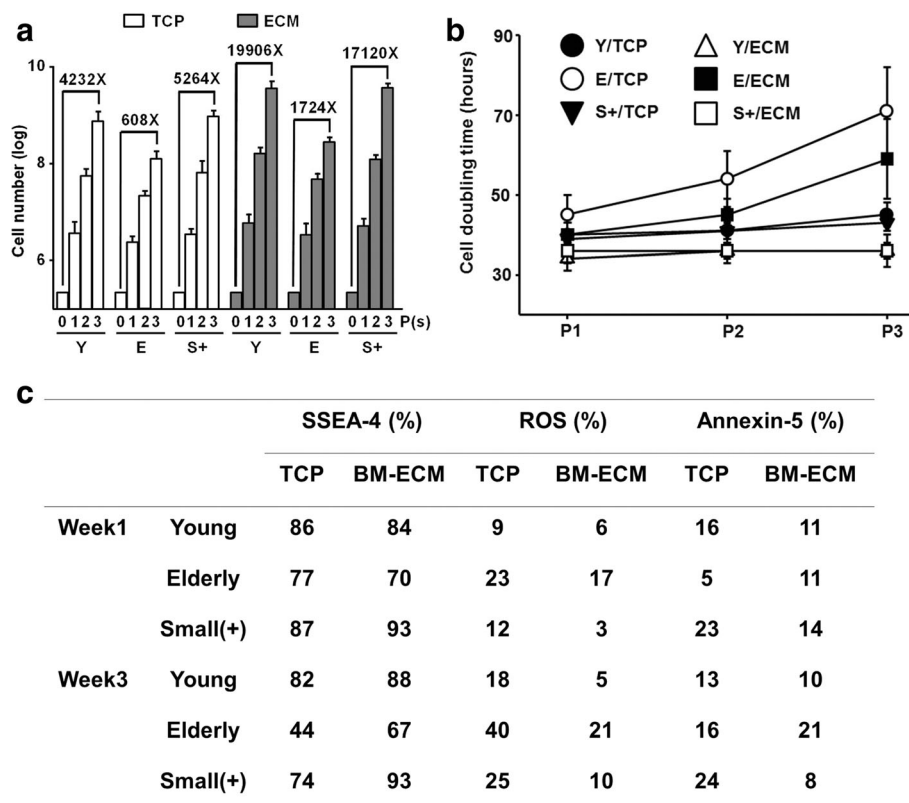 a
TCP ECM
4232X 608X 5264X 19906X 1724X 17120X
Cell number (log)
10
8
6
0 1 2 3 0 1 2 3 0 1 2 3 0 1 2 3 0 1 2 3 0 1 2 3 P(s)
Y E S+ Y E S+
b
Y/TCP Y/ECM
E/TCP E/ECM
S+/TCP S+/ECM
Cell doubling time (hours)
90
70
50
30
P1 P2 P3
c
SSEA-4 (%) ROS (%) Annexin-5 (%)
TCP BM-ECM TCP BM-ECM TCP BM-ECM
Week1 Young 86 84 9 6 16 11
Elderly 77 70 23 17 5 11
Small(+) 87 93 12 3 23 14
Week3 Young 82 88 18 5 13 10
Elderly 44 67 40 21 16 21
Small(+) 74 93 25 10 24 8